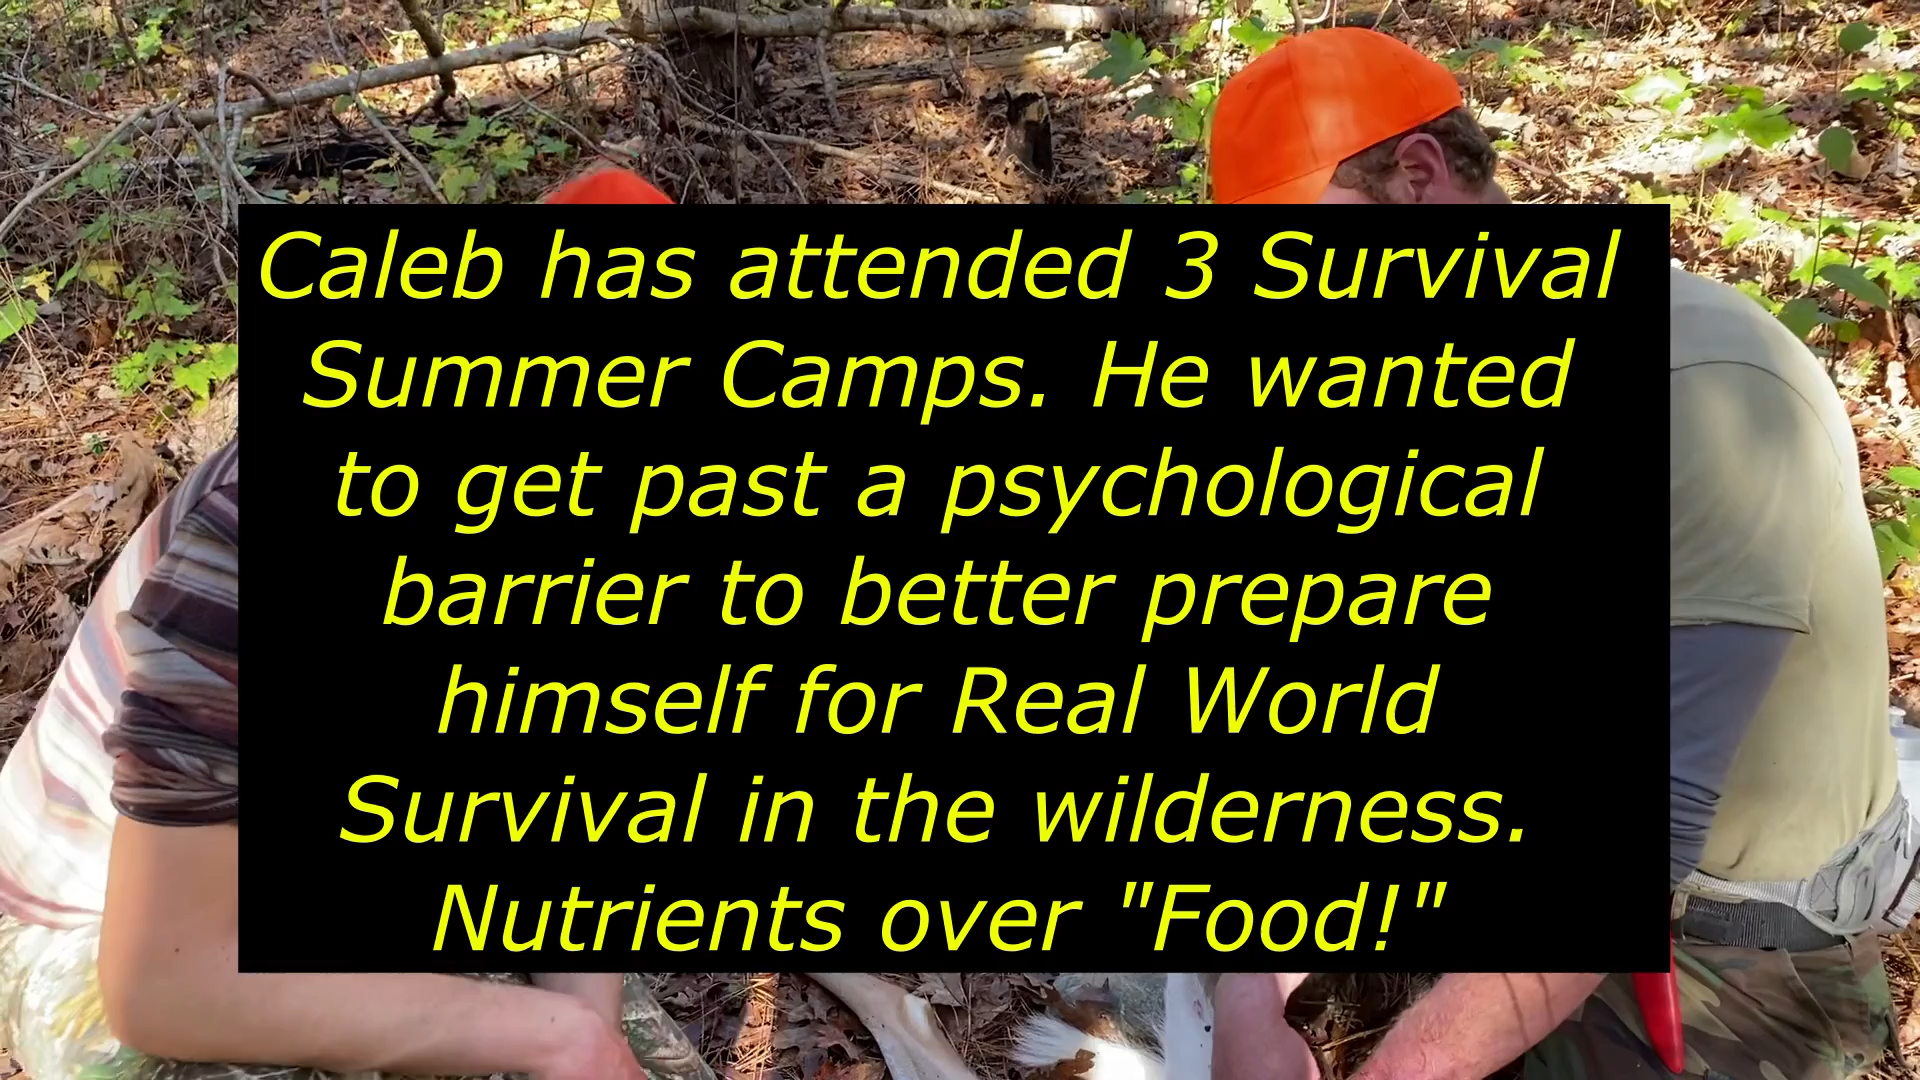 Caleb has attended 3 Survival
Summer Camps. He wanted
to get past a psychological
barrier to better prepare
himself for Real World
Survival in the wilderness.
Nutrients over "Food!"